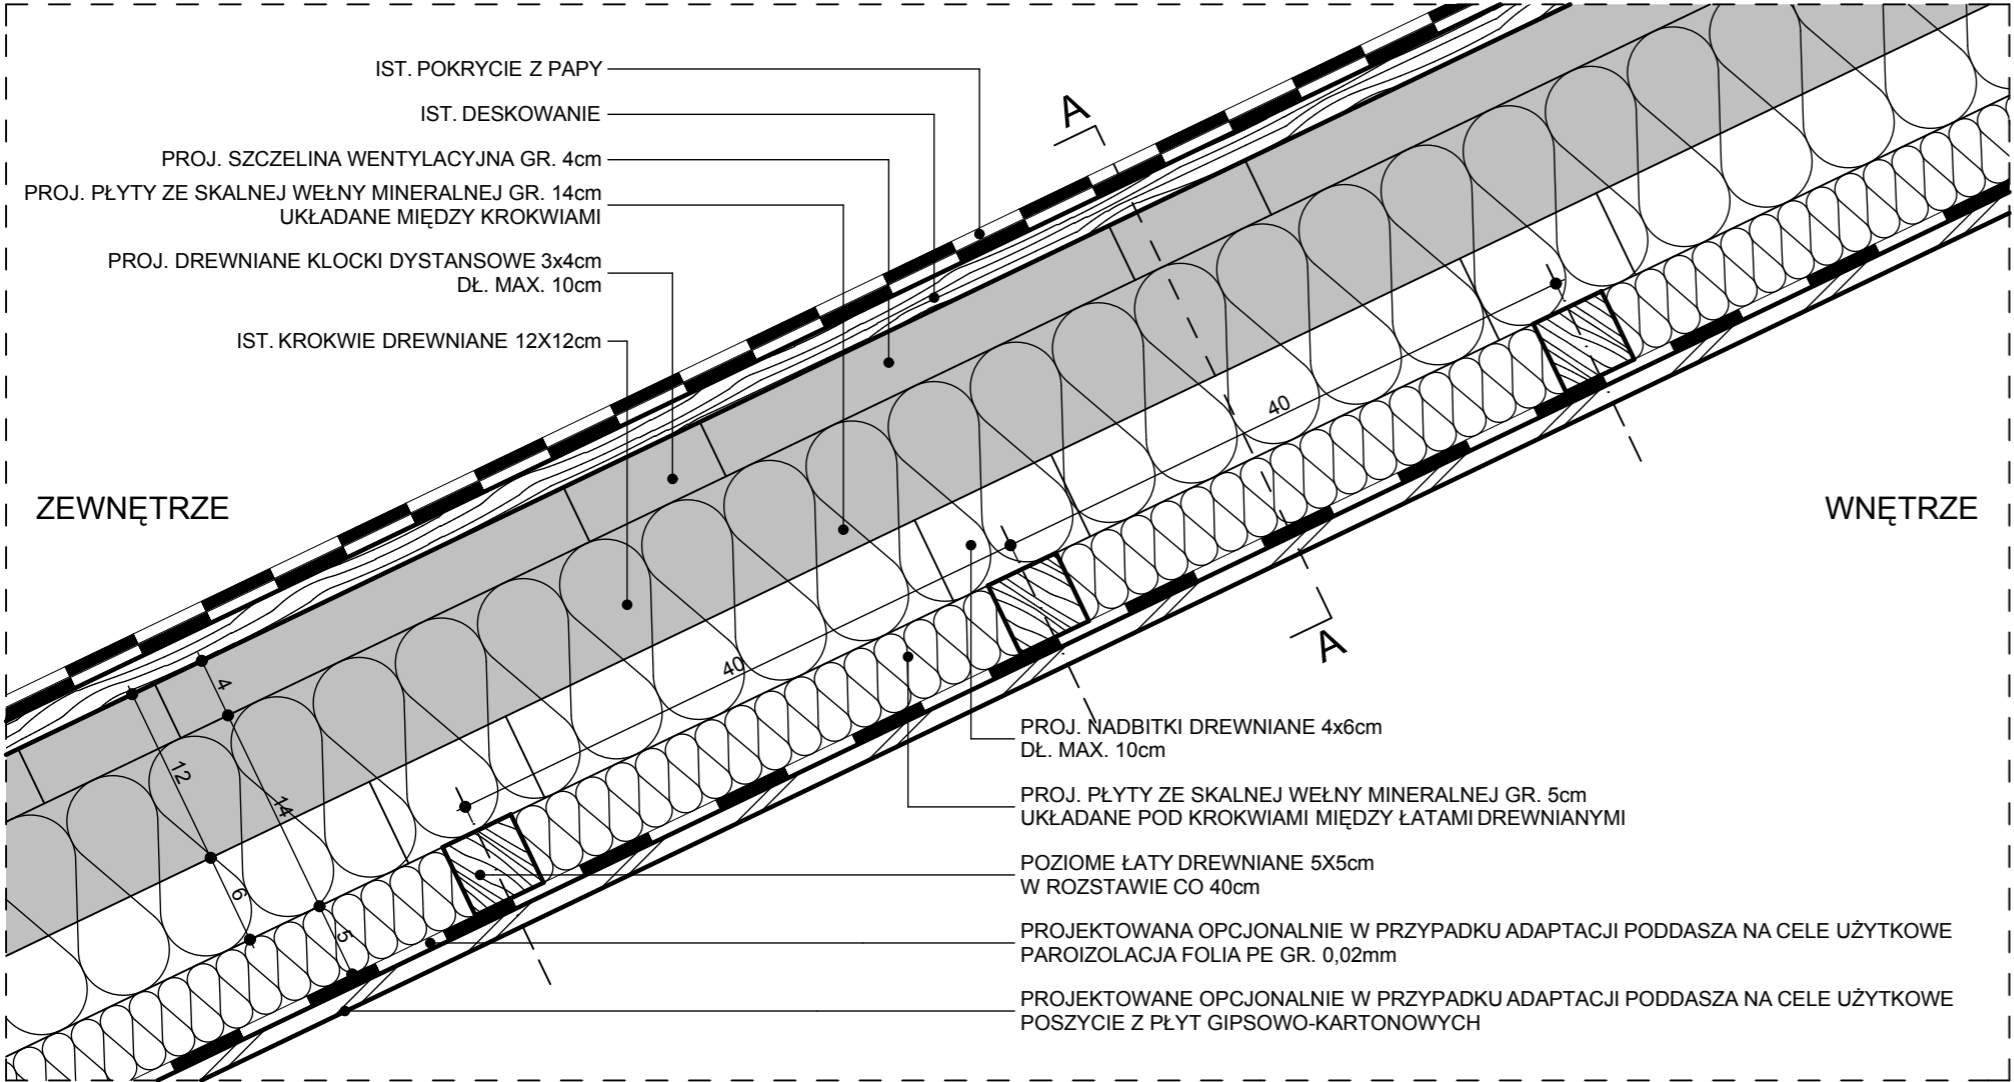 IST. POKRYCIE Z PAPY
IST. DESKOWANIE
PROJ. SZCZELINA WENTYLACYJNA GR. 4cm
PROJ. PŁYTY ZE SKALNEJ WEŁNY MINERALNEJ GR. 14cm
UKŁADANE MIĘDZY KROKWIAMI
PROJ. DREWNIANE KLOCKI DYSTANSOWE 3x4cm
DŁ. MAX. 10cm
IST. KROKWIE DREWNIANE 12X12cm
A
ZEWNĘTRZE
WNĘTRZE
40
40
A
4
12
14
6
5
PROJ. NADBITKI DREWNIANE 4x6cm
DŁ. MAX. 10cm
PROJ. PŁYTY ZE SKALNEJ WEŁNY MINERALNEJ GR. 5cm
UKŁADANE POD KROKWIAMI MIĘDZY ŁATAMI DREWNIANYMI
POZIOME ŁATY DREWNIANE 5X5cm
W ROZSTAWIE CO 40cm
PROJEKTOWANA OPCJONALNIE W PRZYPADKU ADAPTACJI PODDASZA NA CELE UŻYTKOWE
PAROIZOLACJA FOLIA PE GR. 0,02mm
PROJEKTOWANE OPCJONALNIE W PRZYPADKU ADAPTACJI PODDASZA NA CELE UŻYTKOWE
POSZYCIE Z PŁYT GIPSOWO-KARTONOWYCH